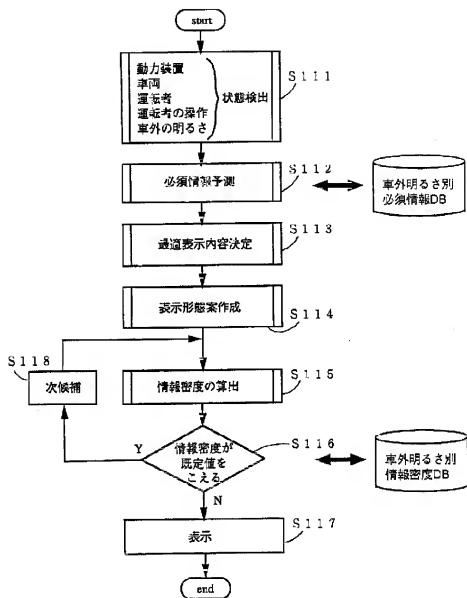 start
動力装置
車両
運転者
運転者の操作
車外の明るさ
状態検出
S111
必須情報予測
S112
車外明るさ別
必須情報DB
最適表示内容決定
S113
表示形態案作成
S114
S118
次候補
情報密度の算出
S115
Y
情報密度が
既定値を
こえる
S116
車外明るさ別
情報密度DB
N
S117
表示
end